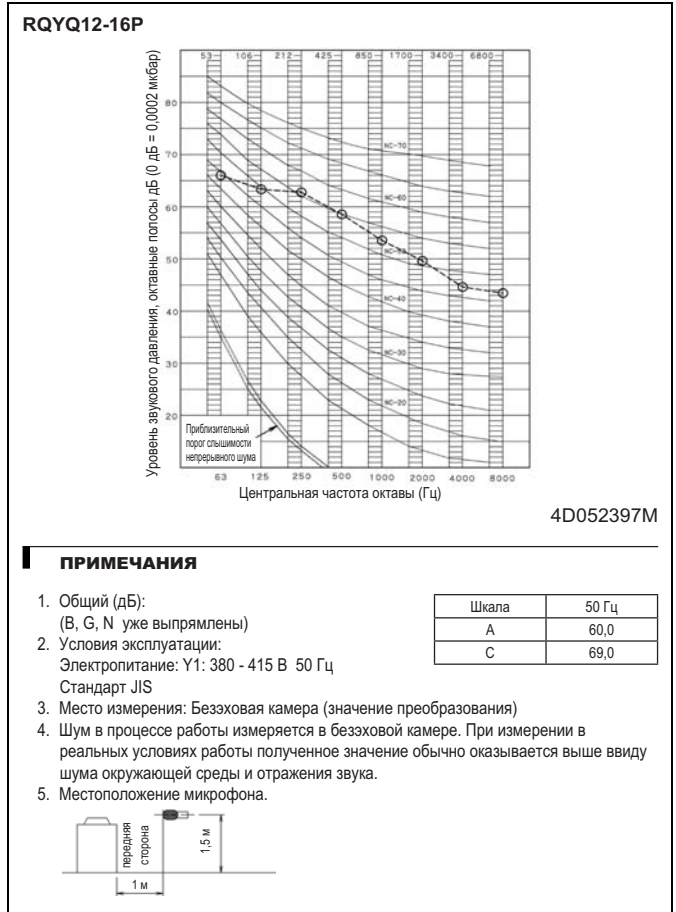 RQYQ12-16P
53 106 212 425 850 1700 3400 6800
Уровень звукового давления, октавные полосы дБ (0 дБ = 0,0002 мкбар)
80
70
60
50
40
30
20
NC-70
NC-60
NC-40
NC-30
NC-20
Приблизительный
порог слышимости
непрерывного шума
63 125 250 500 1000 2000 4000 8000
Центральная частота октавы (Гц)
4D052397M
ПРИМЕЧАНИЯ
1. Общий (дБ):
(B, G, N уже выпрямлены)
2. Условия эксплуатации:
Электропитание: Y1: 380 - 415 В 50 Гц
Стандарт JIS
Шкала 50 Гц
A 60,0
C 69,0
3. Место измерения: Безэховая камера (значение преобразования)
4. Шум в процессе работы измеряется в безэховой камере. При измерении в
реальных условиях работы полученное значение обычно оказывается выше ввиду
шума окружающей среды и отражения звука.
5. Местоположение микрофона.
передняя
сторона
1,5 м
1 м